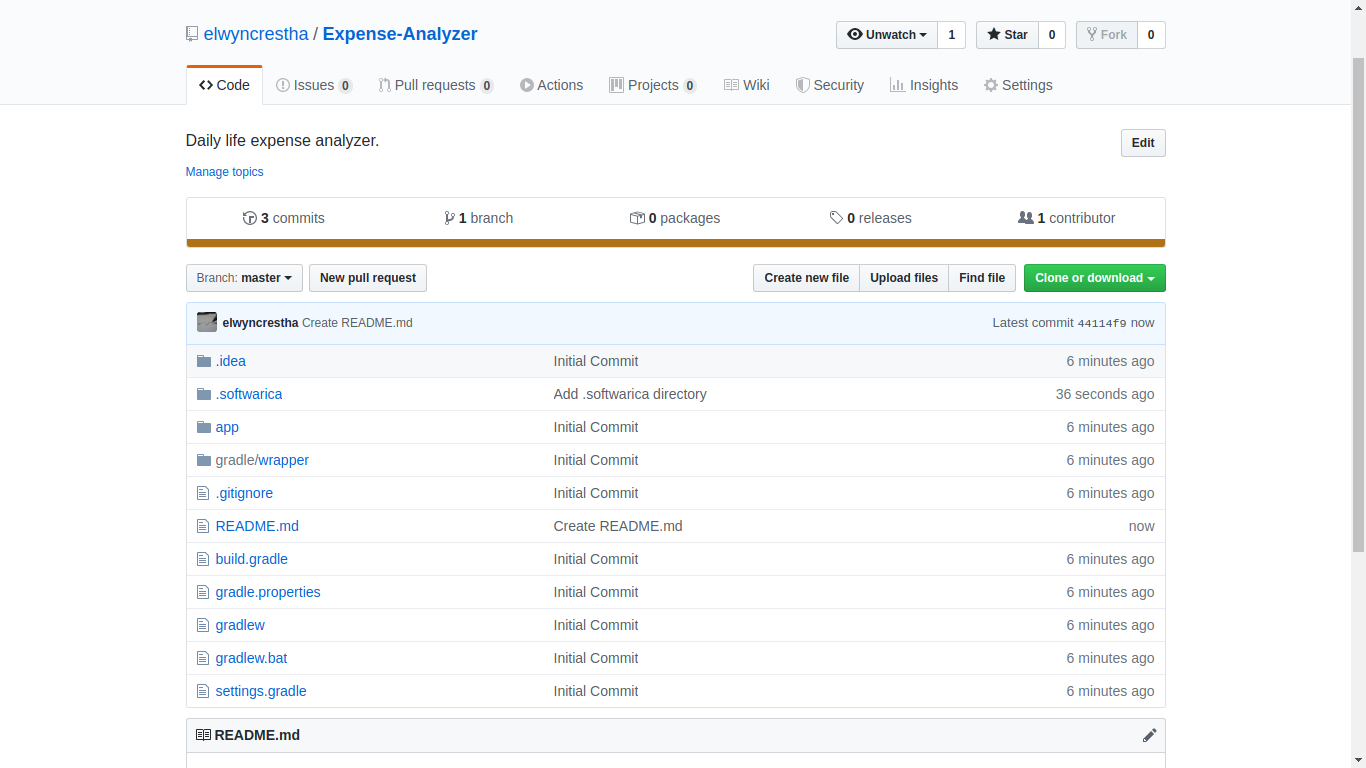 elwyncrestha / Expense-Analyzer Unwatch 1 Star 0 Fork 0
Code Issues 0 Pull requests 0 Actions Projects 0 Wiki Security Insights Settings
Daily life expense analyzer. Edit
Manage topics
3 commits 1 branch 0 packages 0 releases 1 contributor
Branch: master New pull request Create new file Upload files Find file Clone or download
elwyncrestha Create README.md Latest commit 44114f9 now
.idea Initial Commit 6 minutes ago
.softwarica Add .softwarica directory 36 seconds ago
app Initial Commit 6 minutes ago
gradle/wrapper Initial Commit 6 minutes ago
.gitignore Initial Commit 6 minutes ago
README.md Create README.md now
build.gradle Initial Commit 6 minutes ago
gradle.properties Initial Commit 6 minutes ago
gradlew Initial Commit 6 minutes ago
gradlew.bat Initial Commit 6 minutes ago
settings.gradle Initial Commit 6 minutes ago
README.md